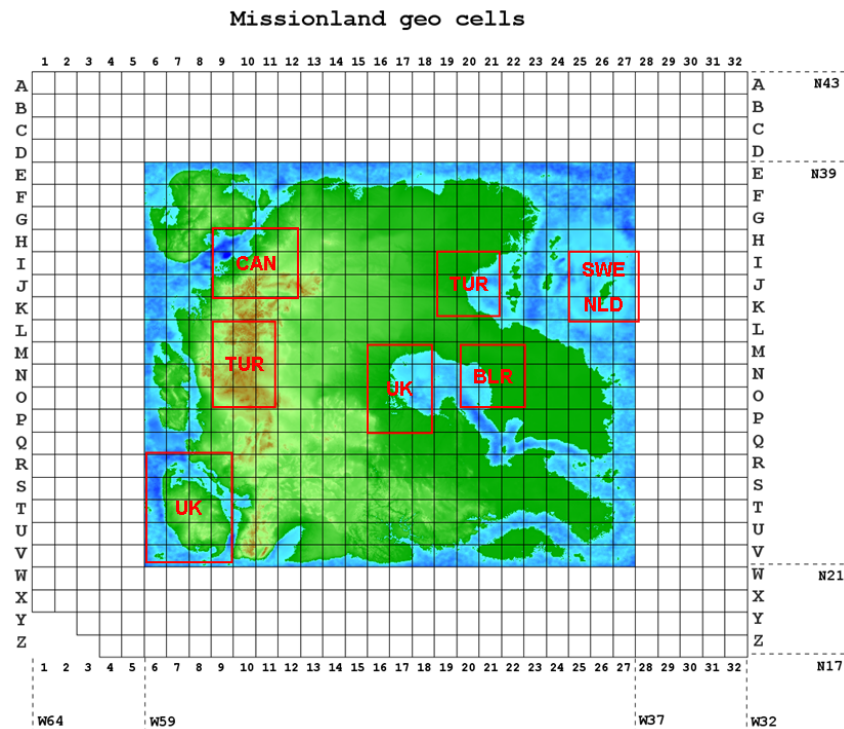 Missionland geo cells
1 2 3 4 5 6 7 8 9 10 11 12 13 14 15 16 17 18 19 20 21 22 23 24 25 26 27 28 29 30 31 32
A A N43
B B
C C
D D
E E N39
F F
G G
H H
I CAN TUR SWE I
J J
K NLD K
L L
M TUR M
N UK BLR N
O O
P P
Q Q
R R
S S
T UK T
U U
V V
W W N21
X X
Y Y
Z Z
1 2 3 4 5 6 7 8 9 10 11 12 13 14 15 16 17 18 19 20 21 22 23 24 25 26 27 28 29 30 31 32 N17
W64 W59 W37 W32